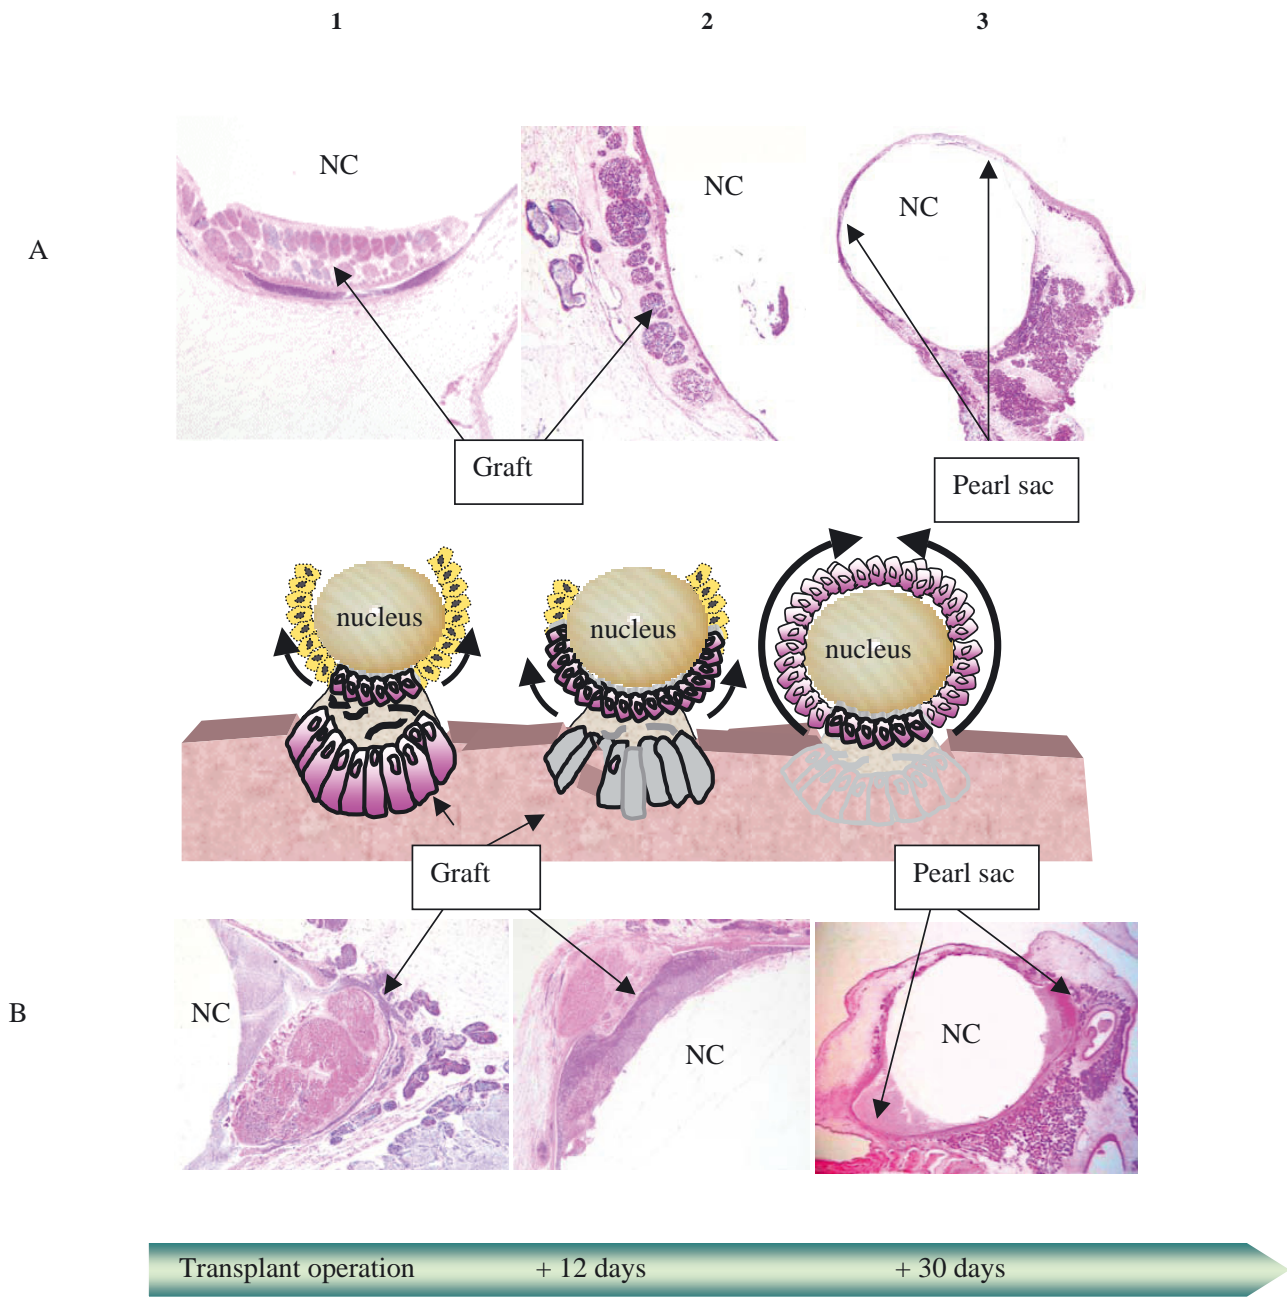 1 2 3
A
NC
NC
NC
Graft
Pearl sac
nucleus
nucleus
nucleus
Graft
Pearl sac
B
NC
NC
NC
Transplant operation + 12 days + 30 days